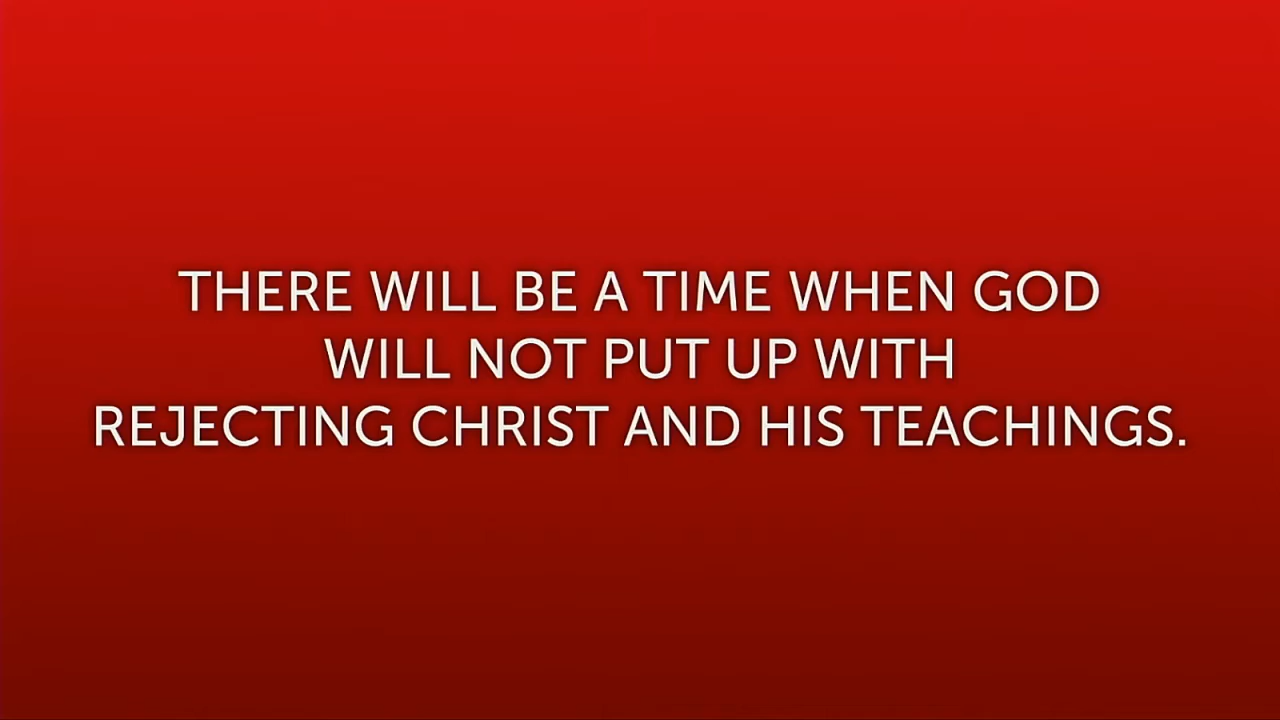 THERE WILL BE A TIME WHEN GOD
WILL NOT PUT UP WITH
REJECTING CHRIST AND HIS TEACHINGS.